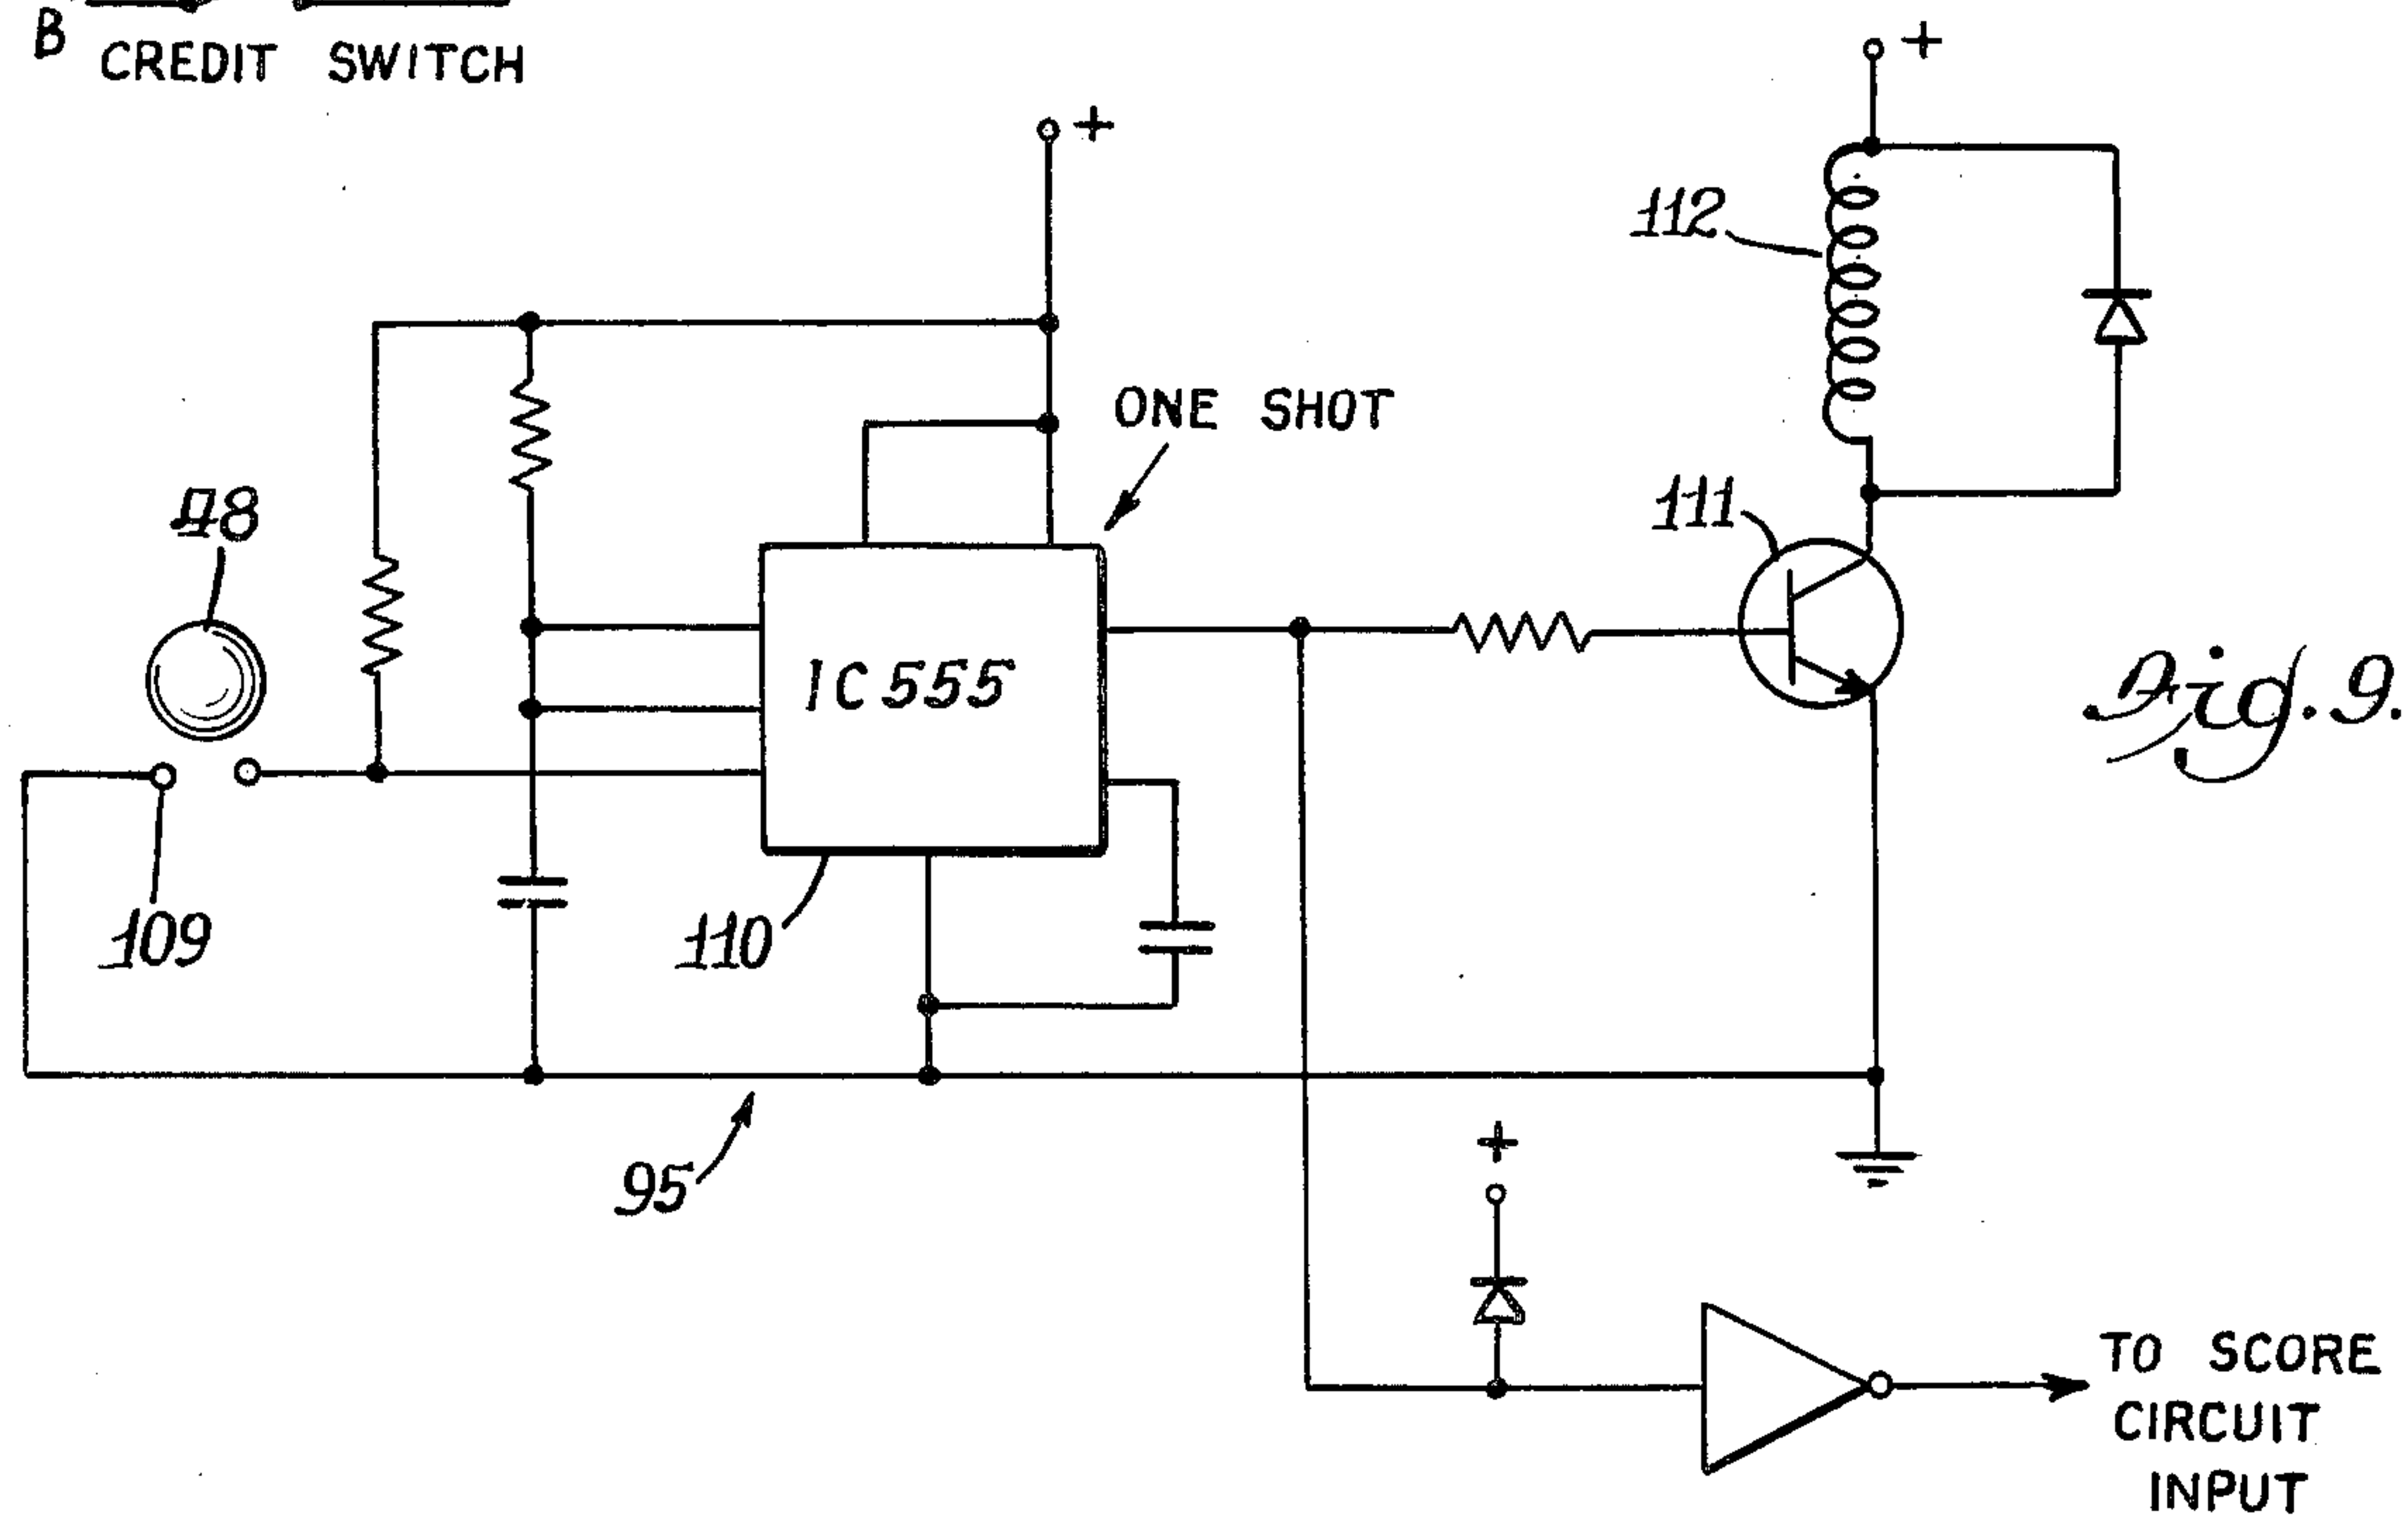 B
CREDIT SWITCH
+
+
112
ONE SHOT
48
111
IC 555
Fig. 9.
109
110
95
+
TO SCORE
CIRCUIT
INPUT